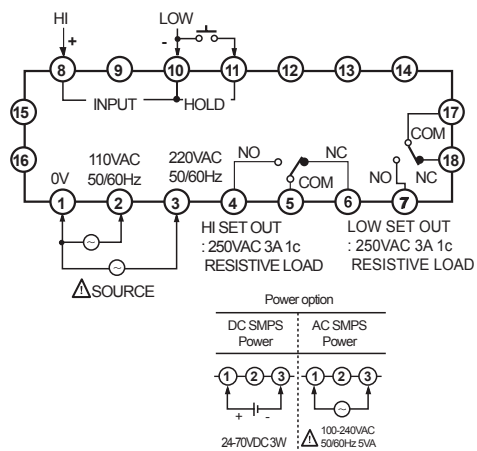 HI LOW
+ -
8 9 10 11 12 13 14
INPUT HOLD
15 17
COM
16 18
110VAC 220VAC NO NC
0V 50/60Hz 50/60Hz COM NO NC
1 2 3 4 5 6 7
HI SET OUT LOW SET OUT
: 250VAC 3A 1c : 250VAC 3A 1c
RESISTIVE LOAD RESISTIVE LOAD
~
~
! SOURCE
Power option
DC SMPS AC SMPS
Power Power
1 2 3 1 2 3
+ - ~
24-70VDC 3W ! 100-240VAC
50/60Hz 5VA